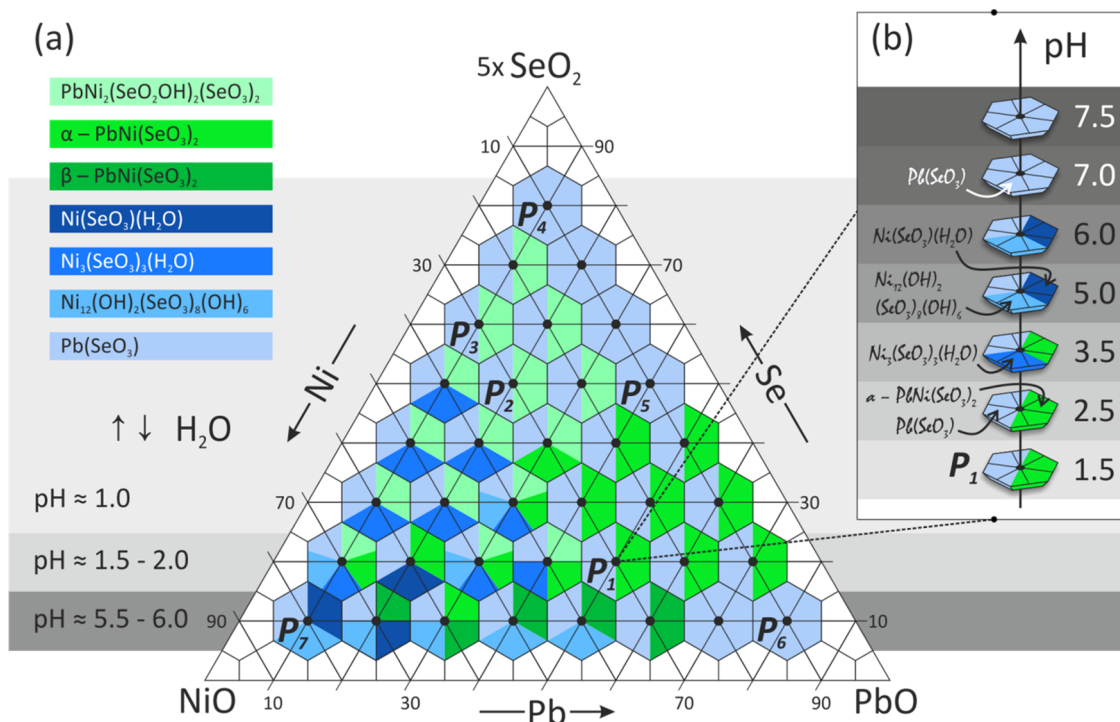 (a)
5x SeO₂
PbNi₂(SeO₂OH)₂(SeO₃)₂
α – PbNi(SeO₃)₂
β – PbNi(SeO₃)₂
Ni(SeO₃)(H₂O)
Ni₃(SeO₃)₃(H₂O)
Ni₁₂(OH)₂(SeO₃)₈(OH)₆
Pb(SeO₃)
↑↓ H₂O
pH ≈ 1.0
pH ≈ 1.5 - 2.0
pH ≈ 5.5 - 6.0
10
90
P₄
30
70
P₃
Ni
Se
P₂
P₅
70
30
P₁
90
P₇
P₆
10
NiO
PbO
10
30
Pb
70
90
(b)
pH
7.5
Pb(SeO₃)
7.0
Ni(SeO₃)(H₂O)
6.0
Ni₁₂(OH)₂
(SeO₃)₈(OH)₆
5.0
Ni₃(SeO₃)₃(H₂O)
3.5
α – PbNi(SeO₃)₂
Pb(SeO₃)
2.5
P₁
1.5